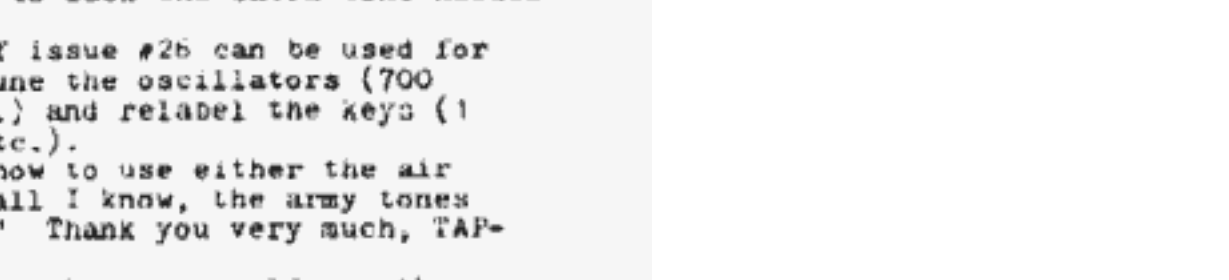 issue #26 can be used for
une the oscillators (700
.) and relabel the keys (1
tc.).
how to use either the air
all I know, the army tones
" Thank you very much, TAP-